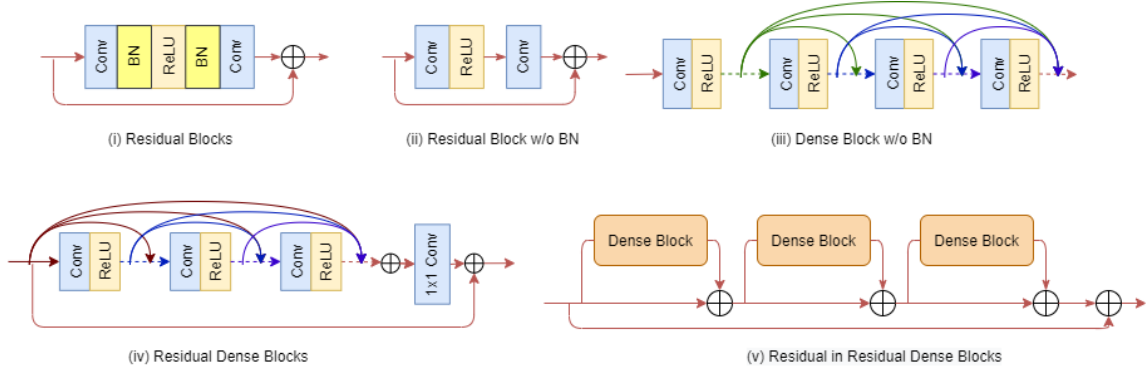 Conv BN ReLU BN Conv
(i) Residual Blocks
Conv ReLU Conv
(ii) Residual Block w/o BN
Conv ReLU Conv ReLU Conv ReLU Conv ReLU
(iii) Dense Block w/o BN
Conv ReLU Conv ReLU Conv ReLU 1x1 Conv
(iv) Residual Dense Blocks
Dense Block Dense Block Dense Block
(v) Residual in Residual Dense Blocks